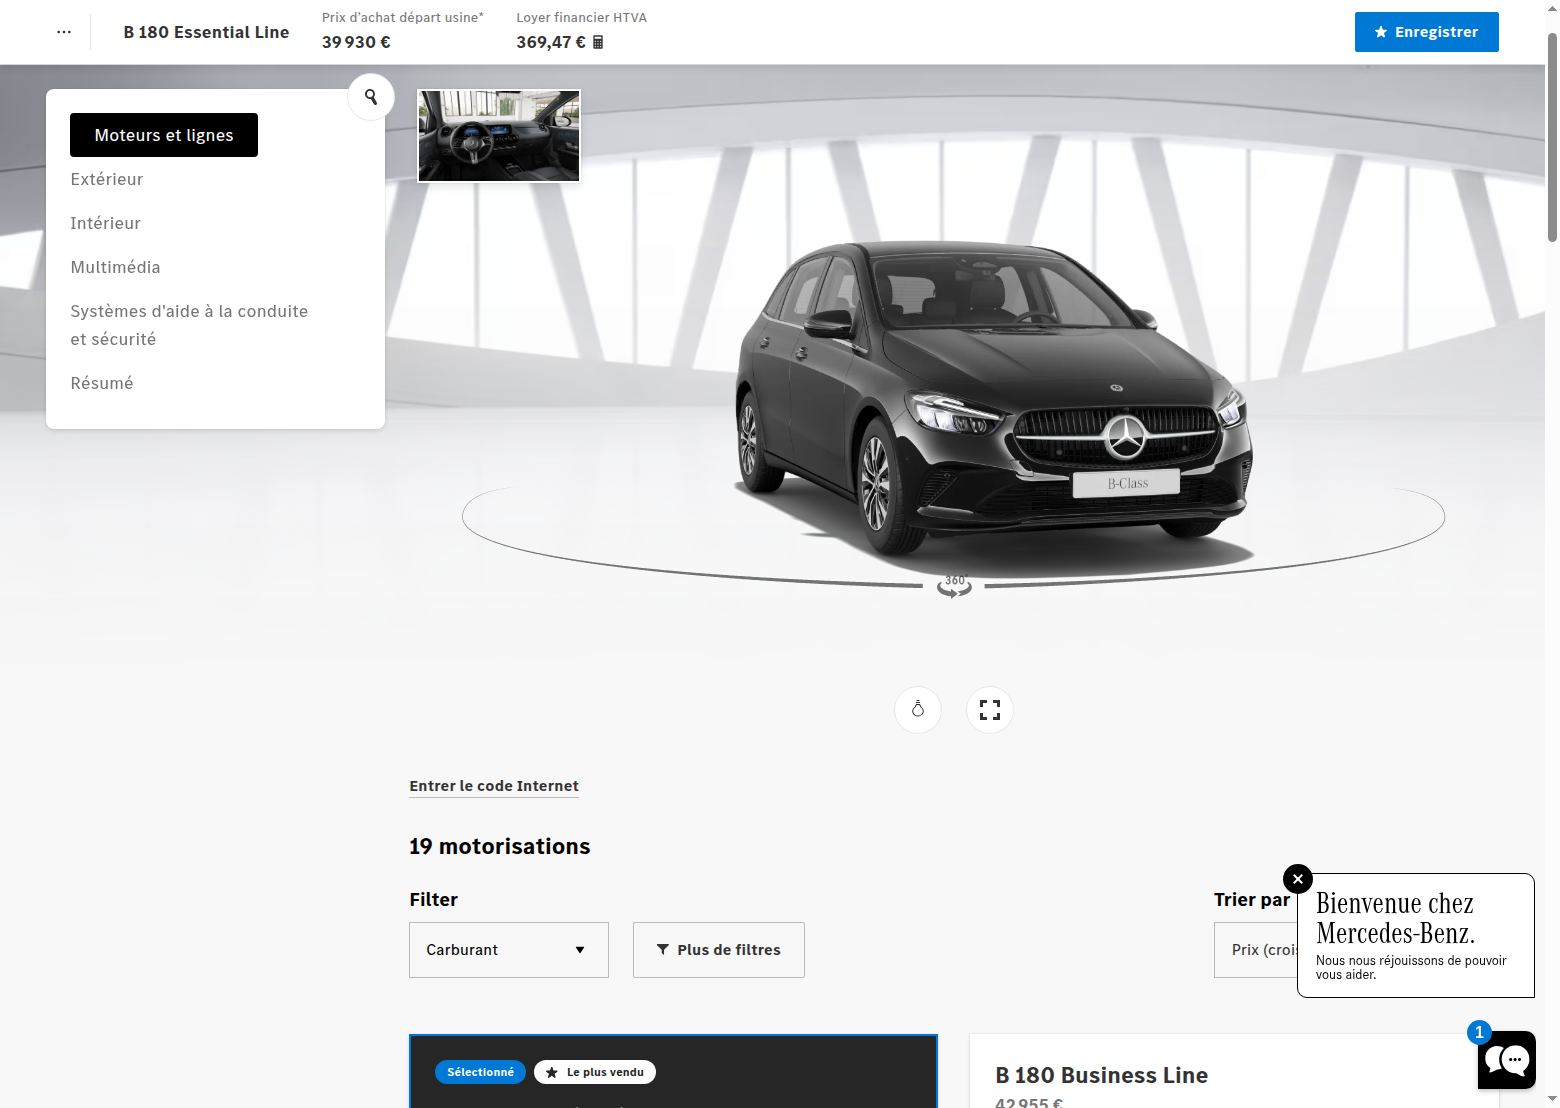 B 180 Essential Line
Prix d'achat départ usine*
39 930 €
Loyer financier HTVA
369,47 €
Enregistrer
Moteurs et lignes
Extérieur
Intérieur
Multimédia
Systèmes d'aide à la conduite
et sécurité
Résumé
B-Class
360°
Entrer le code Internet
19 motorisations
Filter
Carburant
Plus de filtres
Trier par
Prix (crois
Bienvenue chez
Mercedes-Benz.
Nous nous réjouissons de pouvoir
vous aider.
1
Sélectionné
Le plus vendu
B 180 Business Line
42 955 €